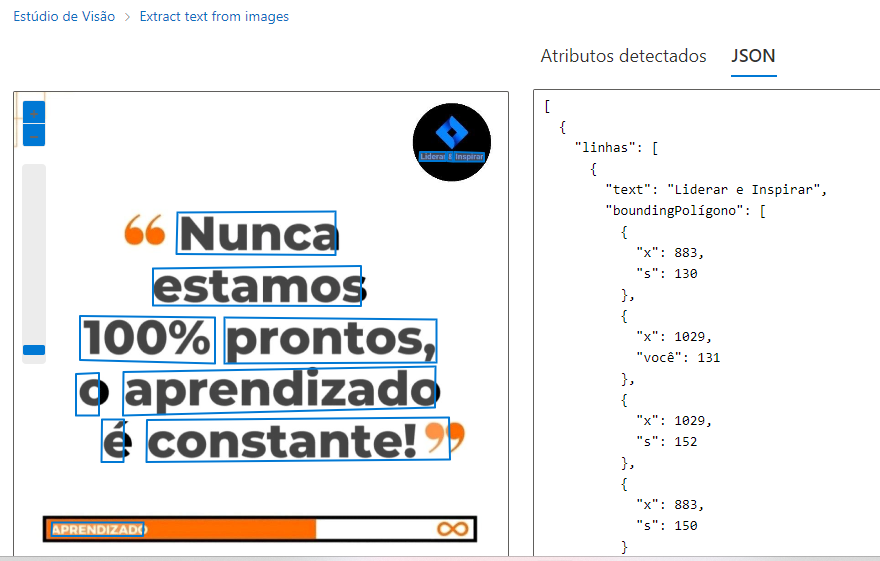 Estúdio de Visão > Extract text from images
Atributos detectados JSON
Liderar E Inspirar
“ Nunca
estamos
100% prontos,
o aprendizado
é constante! ”
APRENDIZADO
[
{
"linhas": [
{
"text": "Liderar e Inspirar",
"boundingPolígono": [
{
"x": 883,
"s": 130
},
{
"x": 1029,
"você": 131
},
{
"x": 1029,
"s": 152
},
{
"x": 883,
"s": 150
}